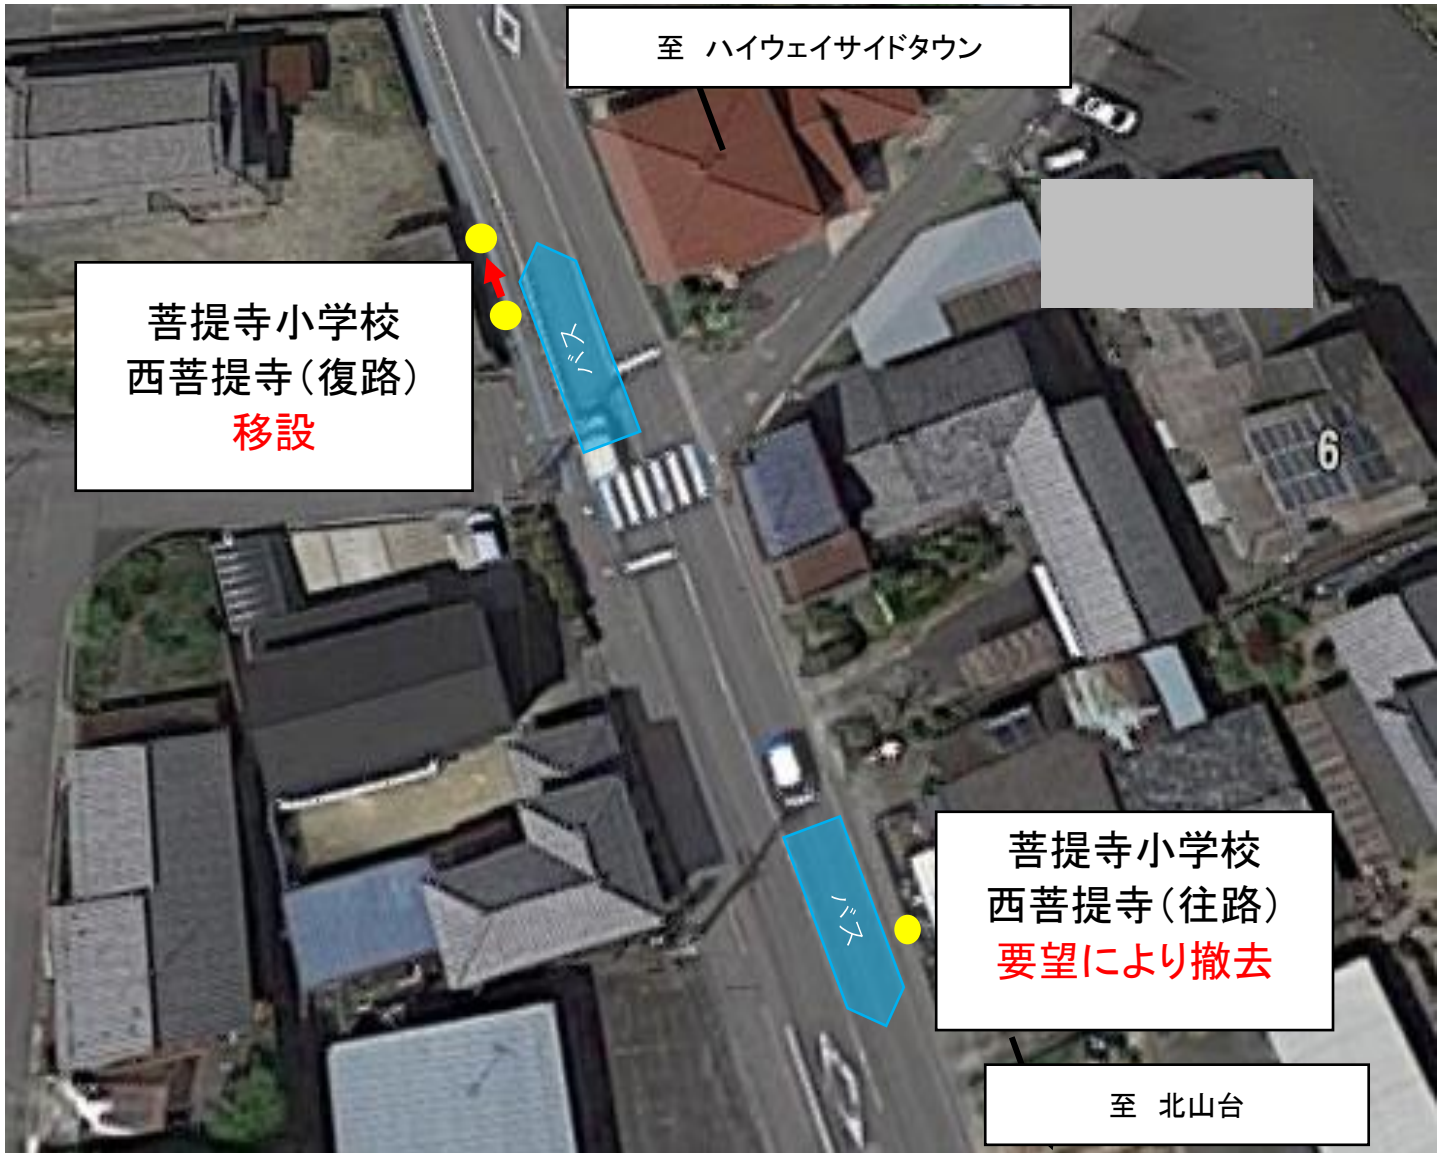 至　ハイウェイサイドタウン
菩提寺小学校
西菩提寺（復路）
移設
バス
6
バス
菩提寺小学校
西菩提寺（往路）
要望により撤去
至　北山台